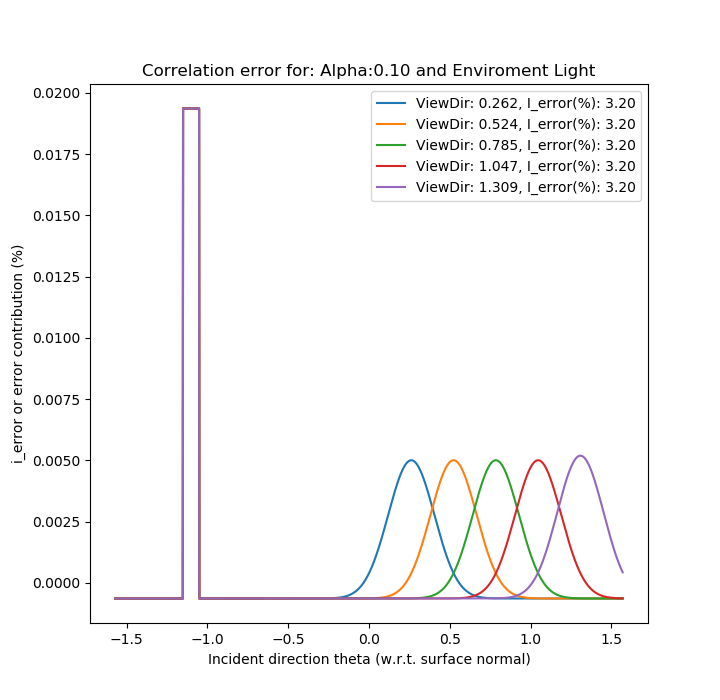 Correlation error for: Alpha:0.10 and Enviroment Light
ViewDir: 0.262, I_error(%): 3.20
ViewDir: 0.524, I_error(%): 3.20
ViewDir: 0.785, I_error(%): 3.20
ViewDir: 1.047, I_error(%): 3.20
ViewDir: 1.309, I_error(%): 3.20
i_error or error contribution (%)
0.0200
0.0175
0.0150
0.0125
0.0100
0.0075
0.0050
0.0025
0.0000
−1.5 −1.0 −0.5 0.0 0.5 1.0 1.5
Incident direction theta (w.r.t. surface normal)